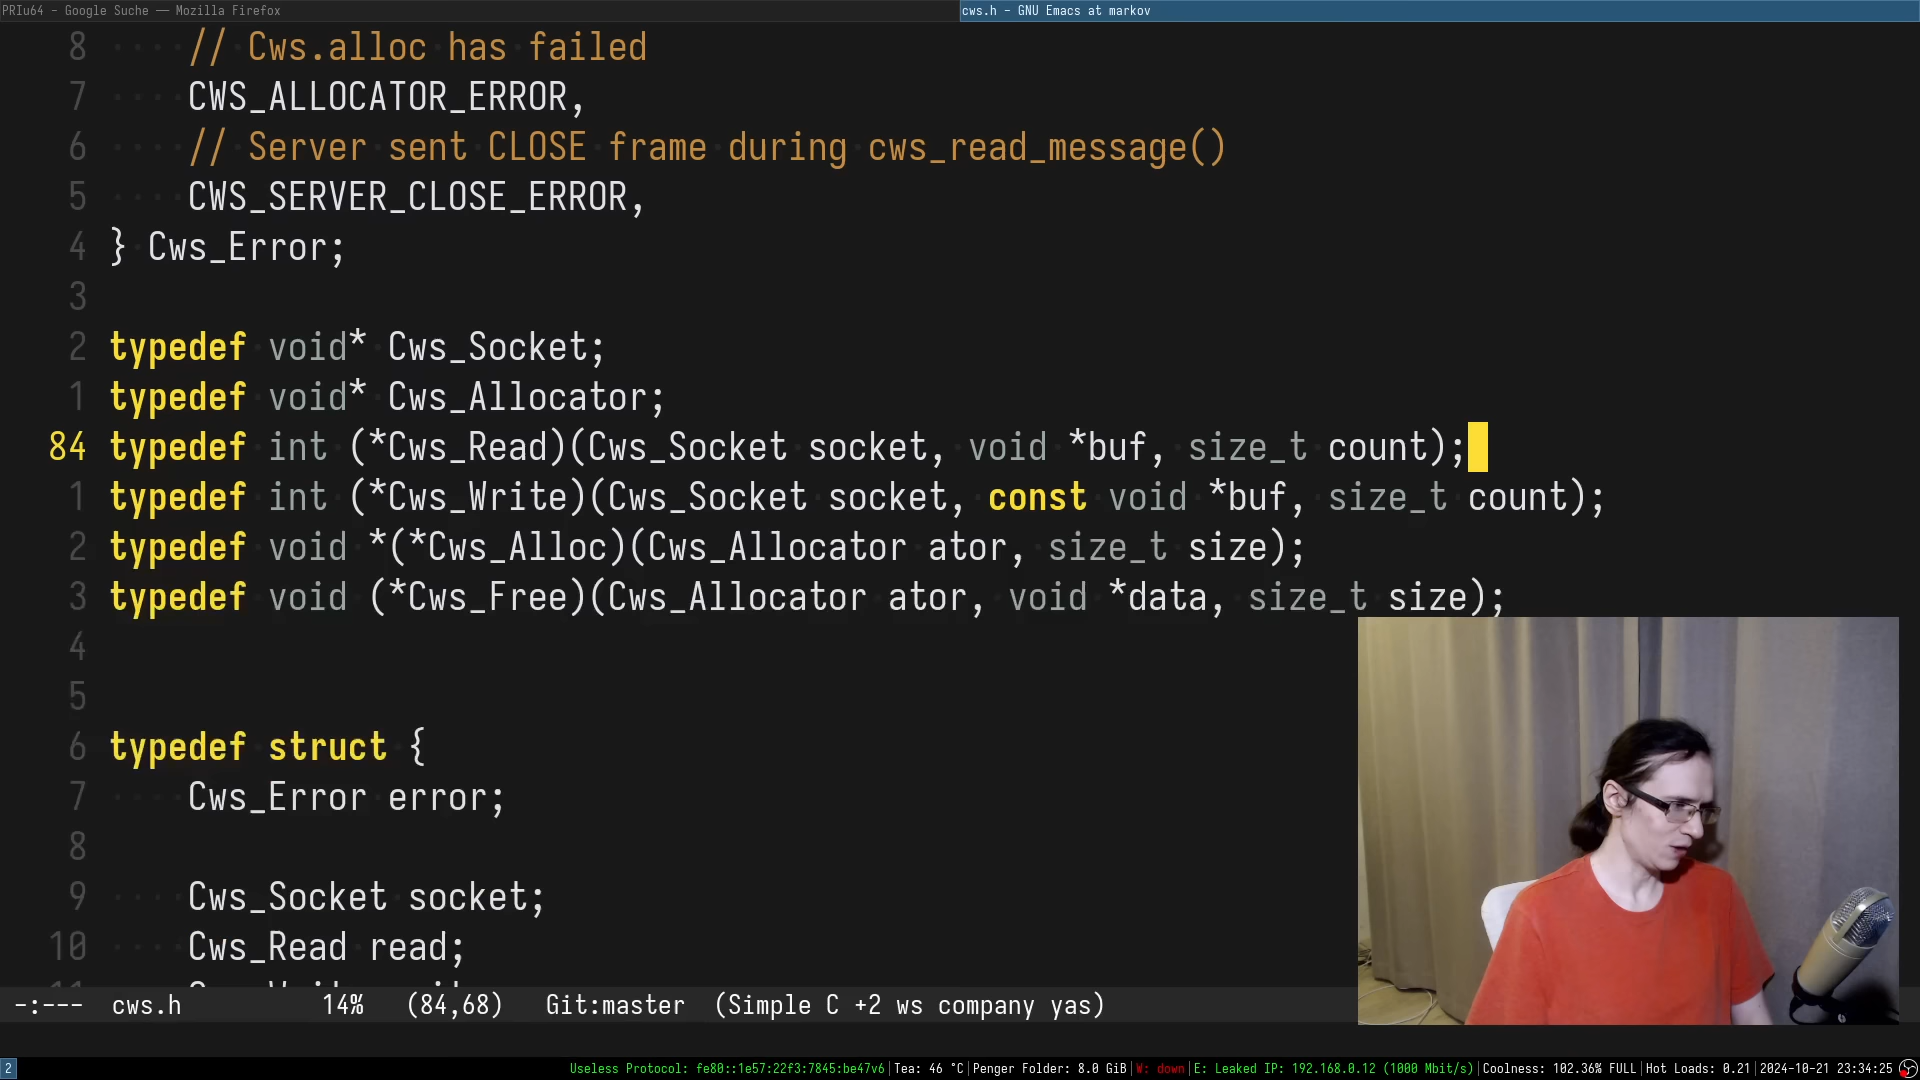 PRIu64 - Google Suche — Mozilla Firefox
cws.h - GNU Emacs at markov
8 // Cws.alloc has failed
7 CWS_ALLOCATOR_ERROR,
6 // Server sent CLOSE frame during cws_read_message()
5 CWS_SERVER_CLOSE_ERROR,
4 } Cws_Error;
3
2 typedef void* Cws_Socket;
1 typedef void* Cws_Allocator;
84 typedef int (*Cws_Read)(Cws_Socket socket, void *buf, size_t count);
1 typedef int (*Cws_Write)(Cws_Socket socket, const void *buf, size_t count);
2 typedef void *(*Cws_Alloc)(Cws_Allocator ator, size_t size);
3 typedef void (*Cws_Free)(Cws_Allocator ator, void *data, size_t size);
4
5
6 typedef struct {
7 Cws_Error error;
8
9 Cws_Socket socket;
10 Cws_Read read;
-:--- cws.h 14% (84,68) Git:master (Simple C +2 ws company yas)
2 Useless Protocol: fe80::1e57:22f3:7845:be47v6|Tea: 46 °C|Penger Folder: 8.0 GiB|W: down|E: Leaked IP: 192.168.0.12 (1000 Mbit/s)|Coolness: 102.36% FULL|Hot Loads: 0.21|2024-10-21 23:34:25